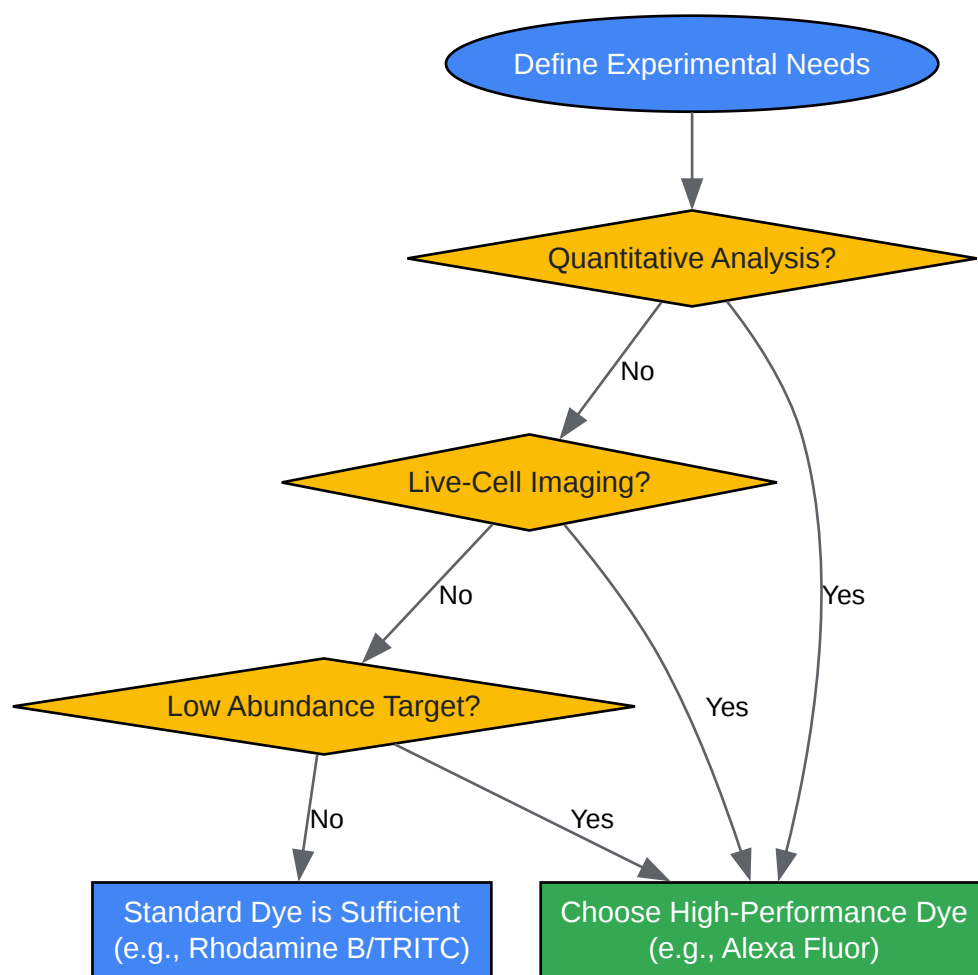 Define Experimental Needs
Quantitative Analysis?
No
Live-Cell Imaging?
No
Yes
Low Abundance Target?
Yes
No
Yes
Standard Dye is Sufficient
(e.g., Rhodamine B/TRITC)
Choose High-Performance Dye
(e.g., Alexa Fluor)